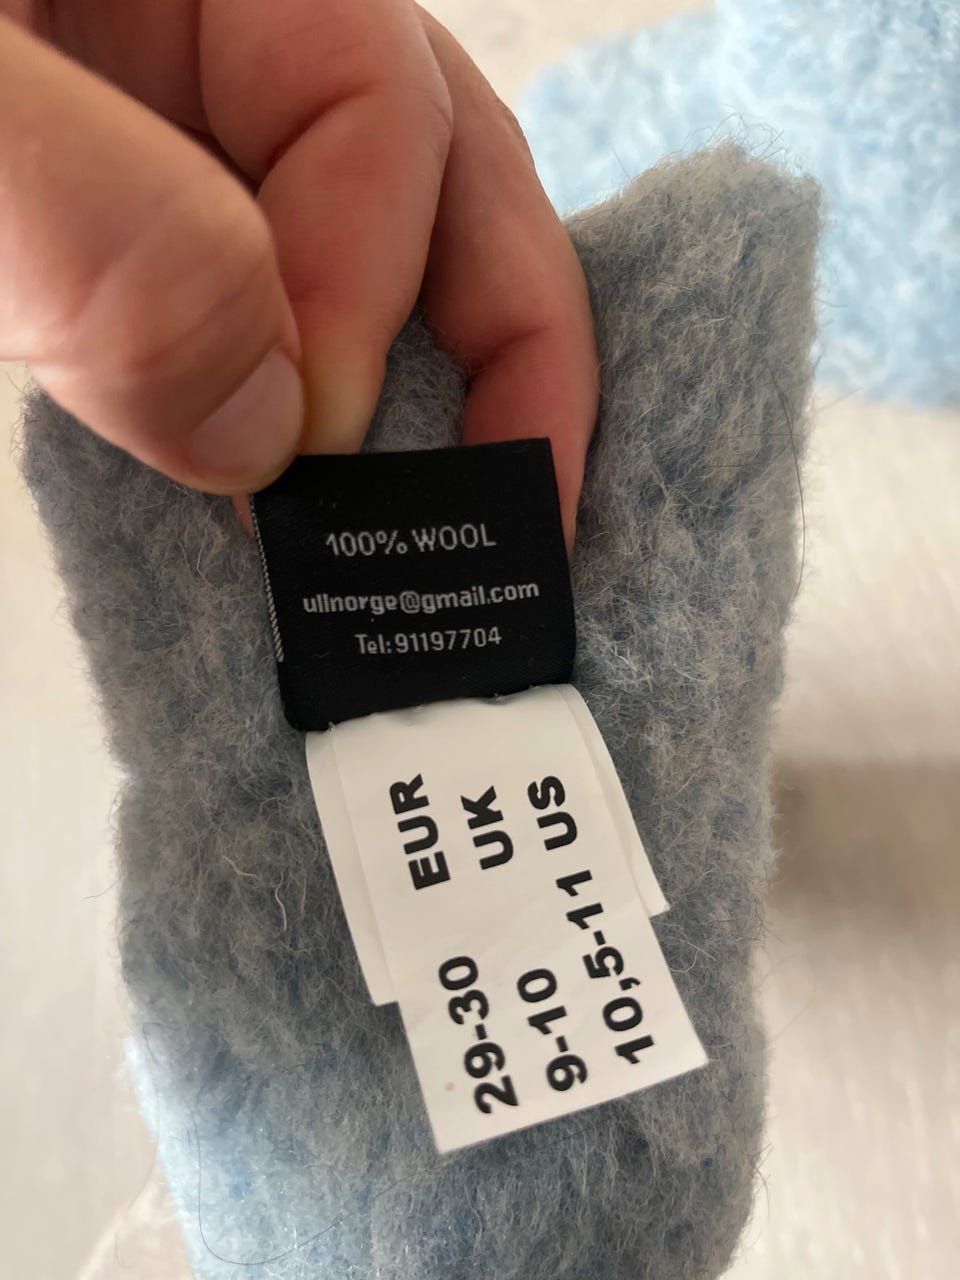 100% WOOL
ullnorge@gmail.com
Tel:91197704
29-30 EUR
9-10 UK
10,5-11 US